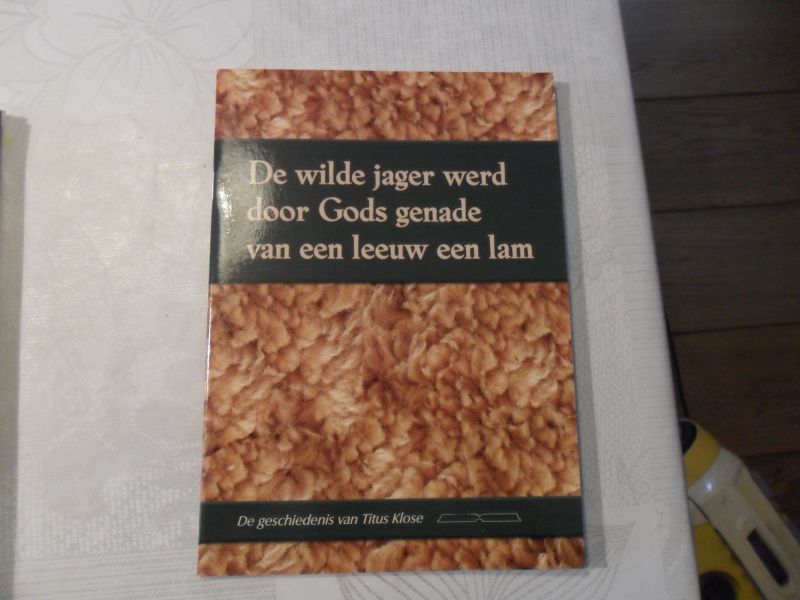 De wilde jager werd
door Gods genade
van een leeuw een lam
De geschiedenis van Titus Klose